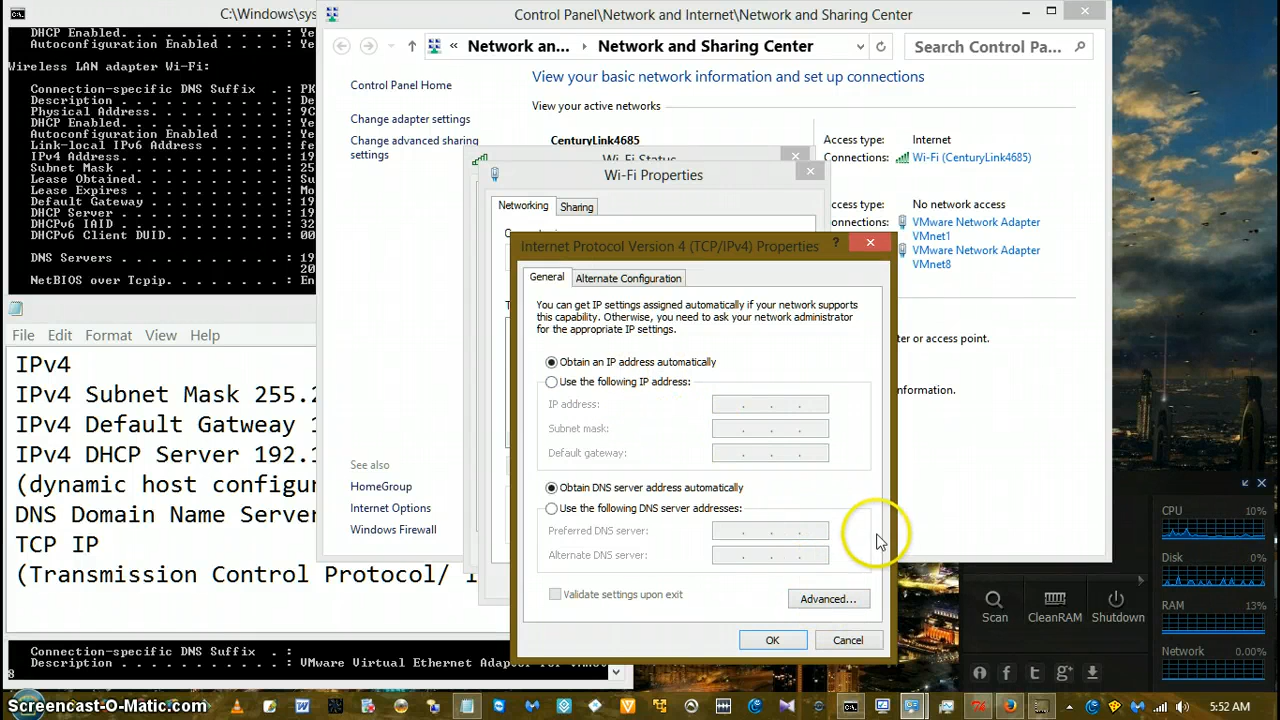 C:\Windows\sys
DHCP Enabled. . . . . . . . . . . : Ye
Autoconfiguration Enabled . . . . : Ye
Wireless LAN adapter Wi-Fi:
Connection-specific DNS Suffix . : PK
Description . . . . . . . . . . . : De
Physical Address. . . . . . . . . : 9C
DHCP Enabled. . . . . . . . . . . : Ye
Autoconfiguration Enabled . . . . : Ye
Link-local IPv6 Address . . . . . : fe
IPv4 Address. . . . . . . . . . . : 19
Subnet Mask . . . . . . . . . . . : 25
Lease Obtained. . . . . . . . . . : Su
Lease Expires . . . . . . . . . . : Mo
Default Gateway . . . . . . . . . : 19
DHCP Server . . . . . . . . . . . : 19
DHCPv6 IAID . . . . . . . . . . . : 32
DHCPv6 Client DUID. . . . . . . . : 00
DNS Servers . . . . . . . . . . . : 19
20
NetBIOS over Tcpip. . . . . . . . : En
File Edit Format View Help
IPv4
IPv4 Subnet Mask 255.2
IPv4 Default Gatweay 1
IPv4 DHCP Server 192.1
(dynamic host configur
DNS Domain Name Server
TCP IP
(Transmission Control Protocol/ I
Connection-specific DNS Suffix . :
Description . . . . . . . . . . . : VMware Virtual Ethernet Adapter
8
Control Panel\Network and Internet\Network and Sharing Center
« Network an... Network and Sharing Center
Search Control Pa...
Control Panel Home
Change adapter settings
Change advanced sharing
settings
See also
HomeGroup
Internet Options
Windows Firewall
View your basic network information and set up connections
View your active networks
CenturyLink4685
Access type: Internet
Connections: Wi-Fi (CenturyLink4685)
Access type: No network access
onnections: VMware Network Adapter
VMnet1
VMware Network Adapter
VMnet8
ter or access point.
nformation.
Wi-Fi Status
Wi-Fi Properties
Networking
Sharing
Internet Protocol Version 4 (TCP/IPv4) Properties
General
Alternate Configuration
You can get IP settings assigned automatically if your network supports
this capability. Otherwise, you need to ask your network administrator
for the appropriate IP settings.
Obtain an IP address automatically
Use the following IP address:
IP address:
Subnet mask:
Default gateway:
Obtain DNS server address automatically
Use the following DNS server addresses:
Preferred DNS server:
Alternate DNS server:
Validate settings upon exit
Advanced...
OK
Cancel
CPU 10%
Disk 0%
RAM 13%
Network 0.00%
Scan
CleanRAM
Shutdown
Screencast-O-Matic.com
5:52 AM